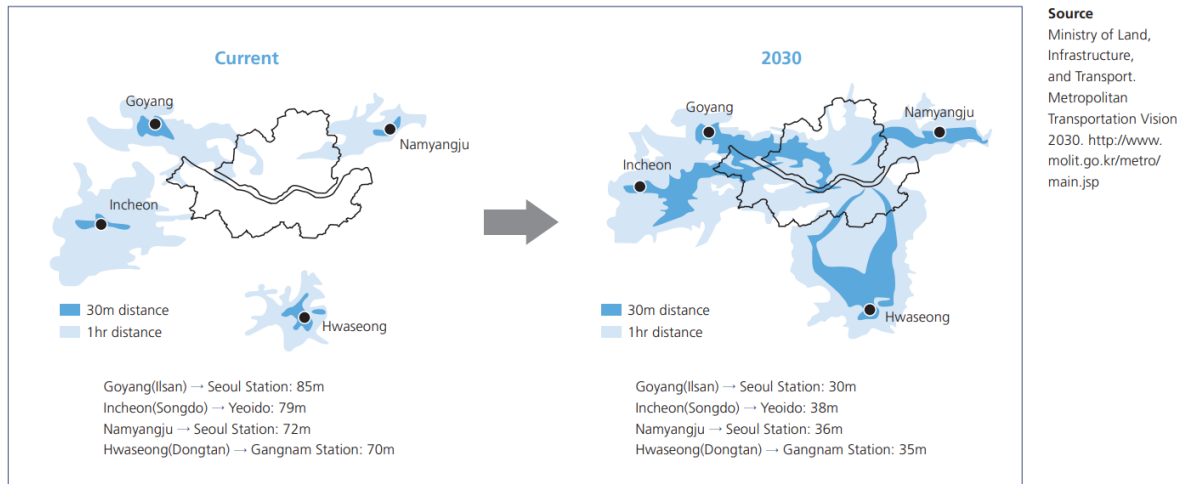 Current
Goyang
Namyangju
Incheon
Hwaseong
30m distance
1hr distance
Goyang(Ilsan) → Seoul Station: 85m
Incheon(Songdo) → Yeoido: 79m
Namyangju → Seoul Station: 72m
Hwaseong(Dongtan) → Gangnam Station: 70m
2030
Goyang
Namyangju
Incheon
Hwaseong
30m distance
1hr distance
Goyang(Ilsan) → Seoul Station: 30m
Incheon(Songdo) → Yeoido: 38m
Namyangju → Seoul Station: 36m
Hwaseong(Dongtan) → Gangnam Station: 35m
Source
Ministry of Land,
Infrastructure,
and Transport.
Metropolitan
Transportation Vision
2030. http://www.
molit.go.kr/metro/
main.jsp